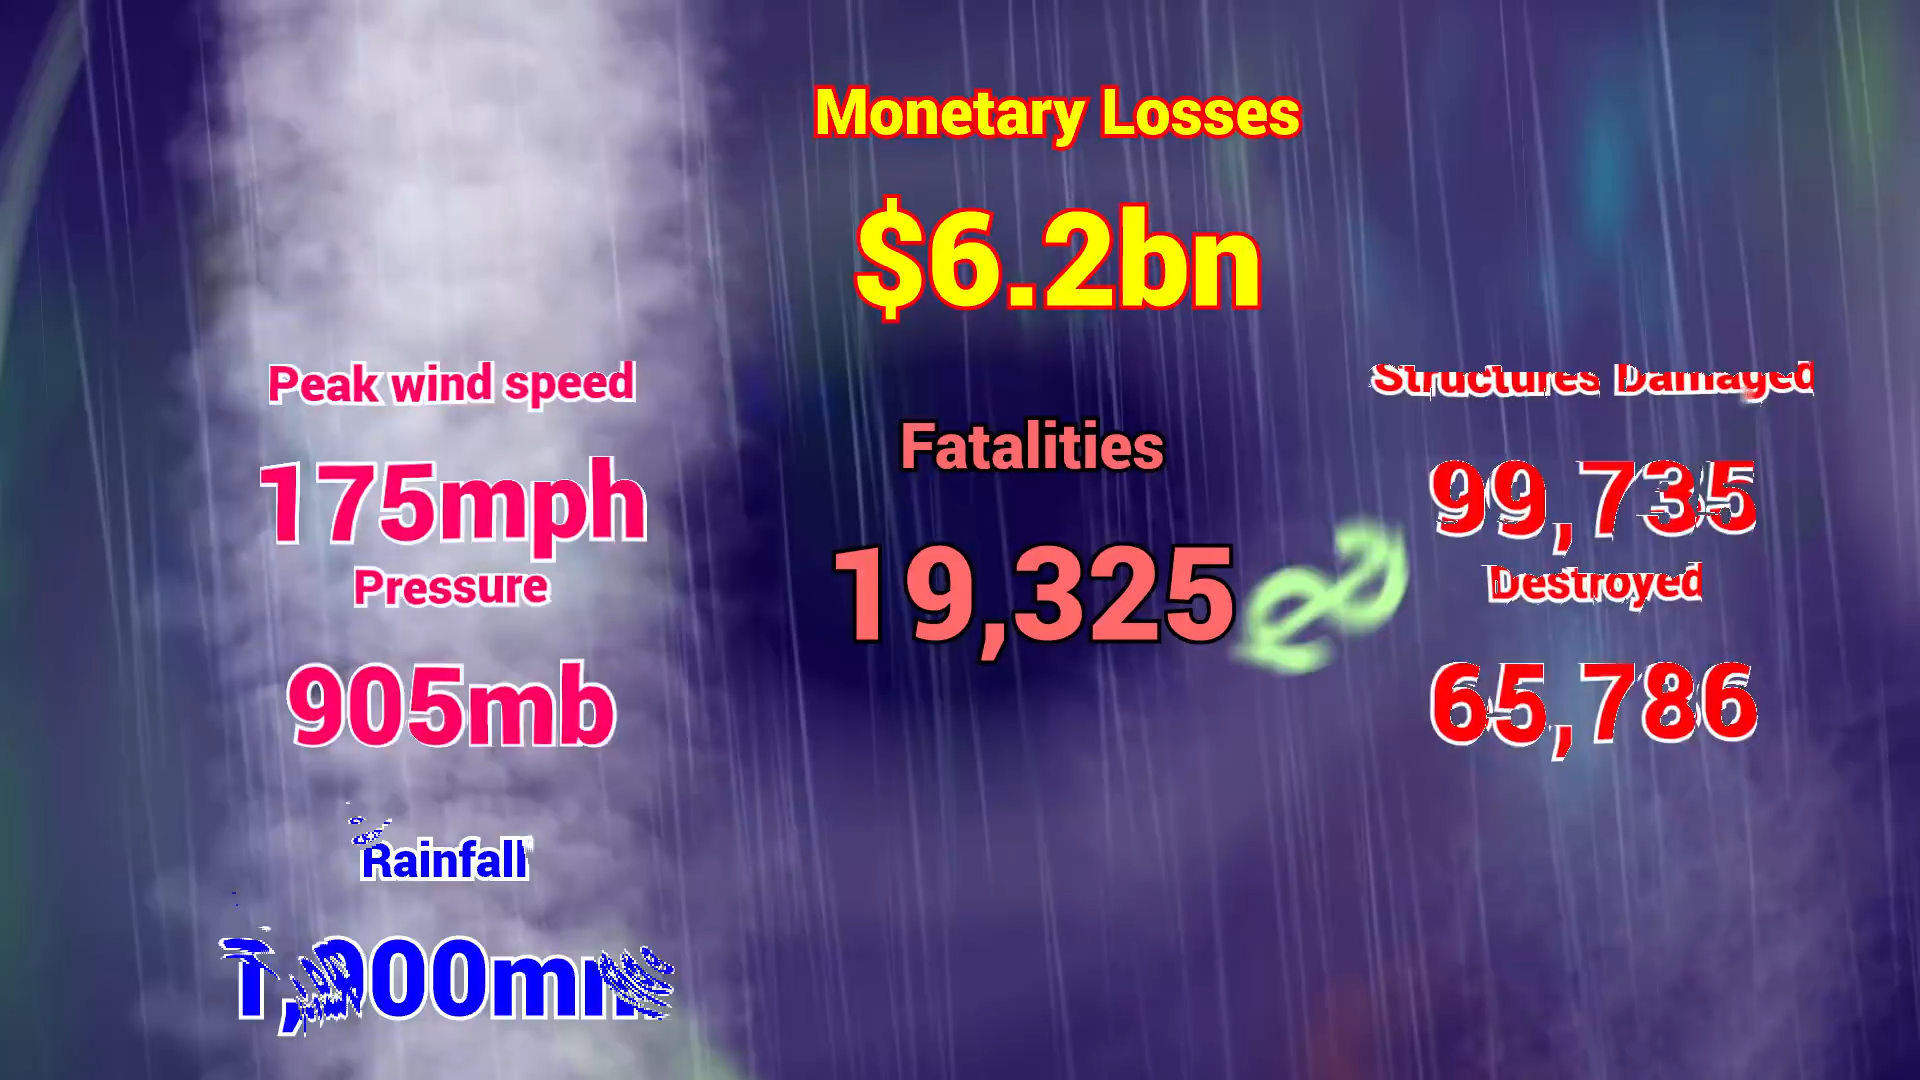 Monetary Losses
$6.2bn
Peak wind speed
175mph
Pressure
905mb
Rainfall
Fatalities
19,325
Structures Damaged
99,735
Destroyed
65,786